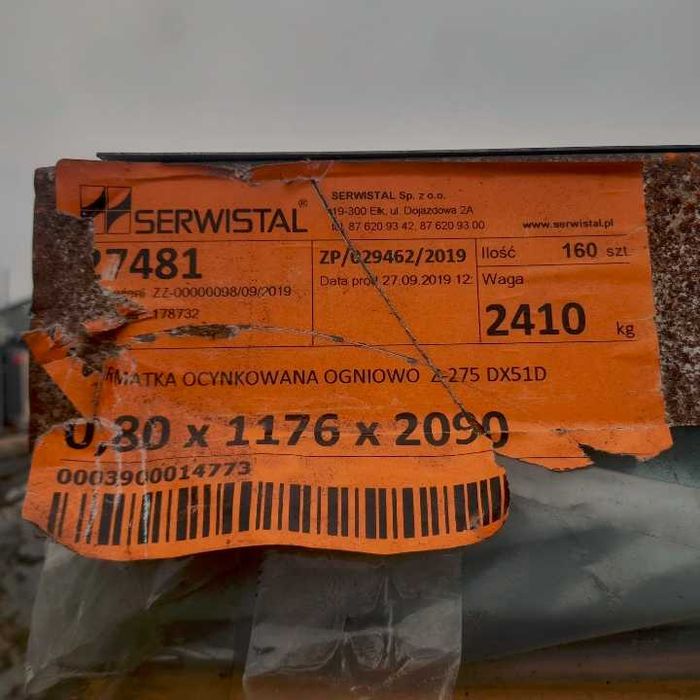 SERWISTAL®
SERWISTAL Sp. z o.o.
19-300 Ełk, ul. Dojazdowa 2A
tel. 87 620 93 42, 87 620 93 00
www.serwistal.pl
27481
ZP/029462/2019
Ilość 160 szt
ZZ-00000098/09/2019
Data prod 27.09.2019 12:
Waga
178732
2410 kg
RMATKA OCYNKOWANA OGNIOWO Z-275 DX51D
0,80 x 1176 x 2090
0003900014773